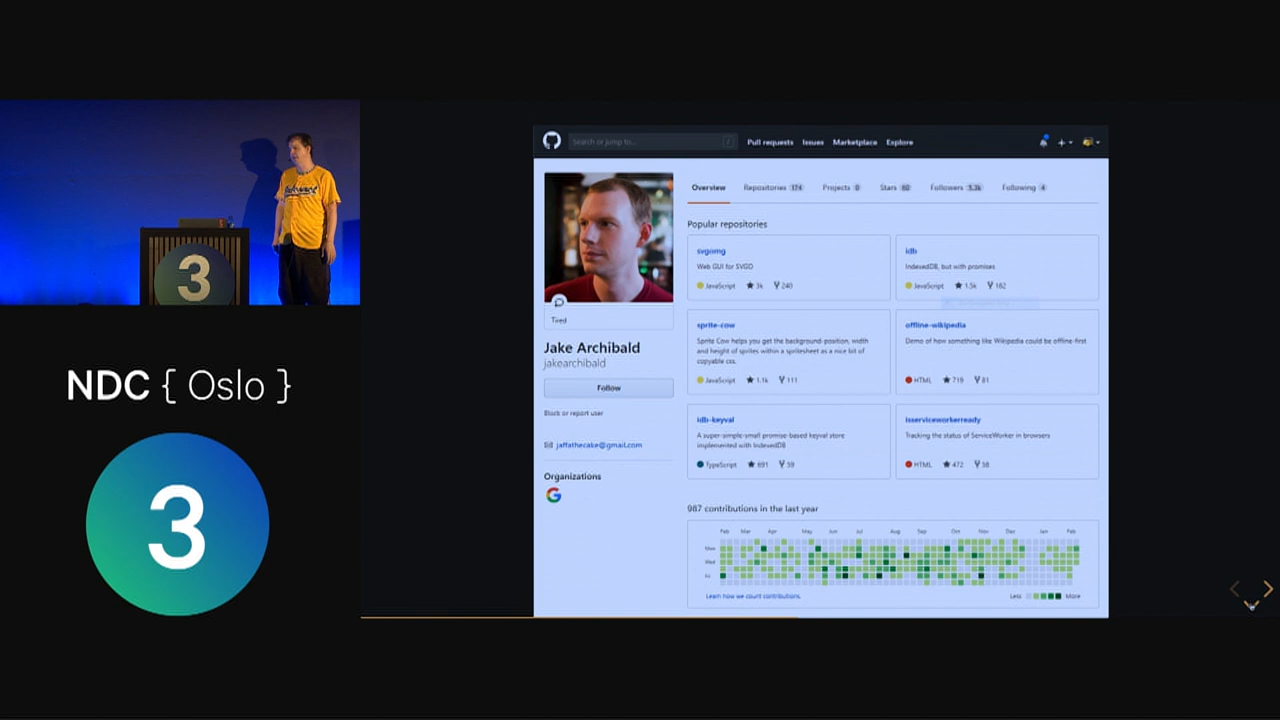 3
NDC { Oslo }
3
Search or jump to...
/
Pull requests Issues Marketplace Explore
Overview Repositories 174 Projects 0 Stars 60 Followers 5.3k Following 4
Tired
Jake Archibald
jakearchibald
Follow
Block or report user
jaffathecake@gmail.com
Organizations
G
Popular repositories
svgomg
Web GUI for SVGO
JavaScript 3k 240
idb
IndexedDB, but with promises
JavaScript 1.5k 182
sprite-cow
Sprite Cow helps you get the background-position, width
and height of sprites within a spritesheet as a nice bit of
copyable css.
JavaScript 1.1k 111
offline-wikipedia
Demo of how something like Wikipedia could be offline-first
HTML 719 81
idb-keyval
A super-simple-small promise-based keyval store
implemented with IndexedDB
TypeScript 691 59
isserviceworkerready
Tracking the status of ServiceWorker in browsers
HTML 472 58
987 contributions in the last year
Feb Mar Apr May Jun Jul Aug Sep Oct Nov Dec Jan Feb
Mon
Wed
Fri
Learn how we count contributions.
Less More